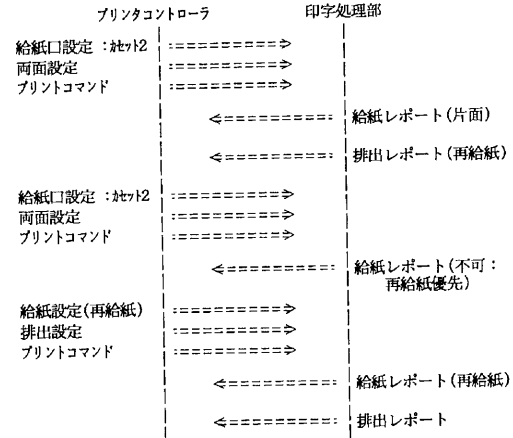 プリンタコントローラ 印字処理部
給紙口設定 :カセット2
両面設定
プリントコマンド
給紙レポート(片面)
排出レポート(再給紙)
給紙口設定 :カセット2
両面設定
プリントコマンド
給紙レポート(不可:
再給紙優先)
給紙設定(再給紙)
排出設定
プリントコマンド
給紙レポート(再給紙)
排出レポート